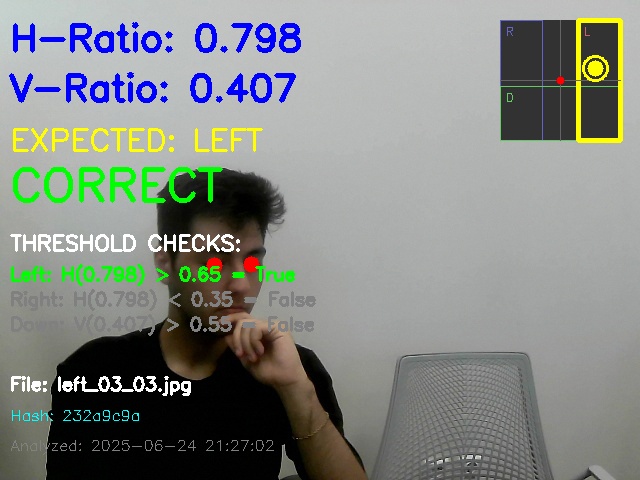 H-Ratio: 0.798
V-Ratio: 0.407
EXPECTED: LEFT
CORRECT
THRESHOLD CHECKS:
Left: H(0.798) > 0.65 = True
Right: H(0.798) < 0.35 = False
Down: V(0.407) > 0.55 = False
File: left_03_03.jpg
Hash: 232a9c9a
Analyzed: 2025-06-24 21:27:02
R
L
D